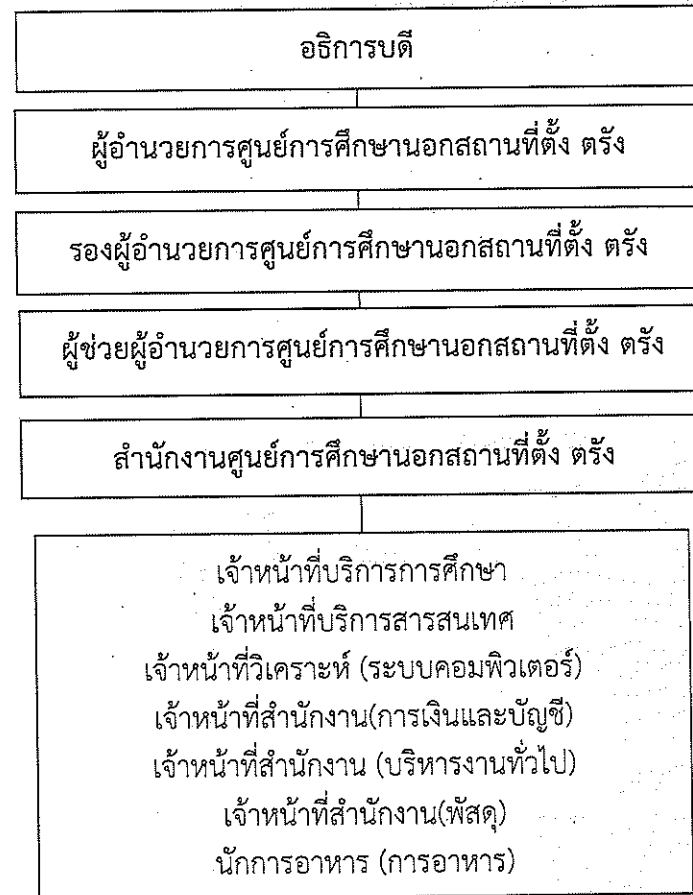 อธิการบดี
ผู้อำนวยการศูนย์การศึกษานอกสถานที่ตั้ง ตรัง
รองผู้อำนวยการศูนย์การศึกษานอกสถานที่ตั้ง ตรัง
ผู้ช่วยผู้อำนวยการศูนย์การศึกษานอกสถานที่ตั้ง ตรัง
สำนักงานศูนย์การศึกษานอกสถานที่ตั้ง ตรัง
เจ้าหน้าที่บริการการศึกษา
เจ้าหน้าที่บริการสารสนเทศ
เจ้าหน้าที่วิเคราะห์ (ระบบคอมพิวเตอร์)
เจ้าหน้าที่สำนักงาน(การเงินและบัญชี)
เจ้าหน้าที่สำนักงาน (บริหารงานทั่วไป)
เจ้าหน้าที่สำนักงาน(พัสดุ)
นักการอาหาร (การอาหาร)